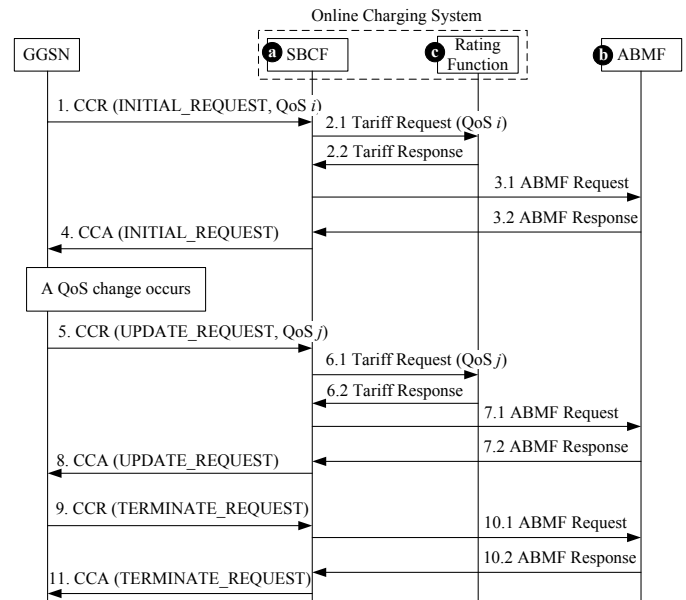 Online Charging System
GGSN
a SBCF
c Rating
Function
b ABMF
1. CCR (INITIAL_REQUEST, QoS i)
2.1 Tariff Request (QoS i)
2.2 Tariff Response
3.1 ABMF Request
3.2 ABMF Response
4. CCA (INITIAL_REQUEST)
A QoS change occurs
5. CCR (UPDATE_REQUEST, QoS j)
6.1 Tariff Request (QoS j)
6.2 Tariff Response
7.1 ABMF Request
7.2 ABMF Response
8. CCA (UPDATE_REQUEST)
9. CCR (TERMINATE_REQUEST)
10.1 ABMF Request
10.2 ABMF Response
11. CCA (TERMINATE_REQUEST)